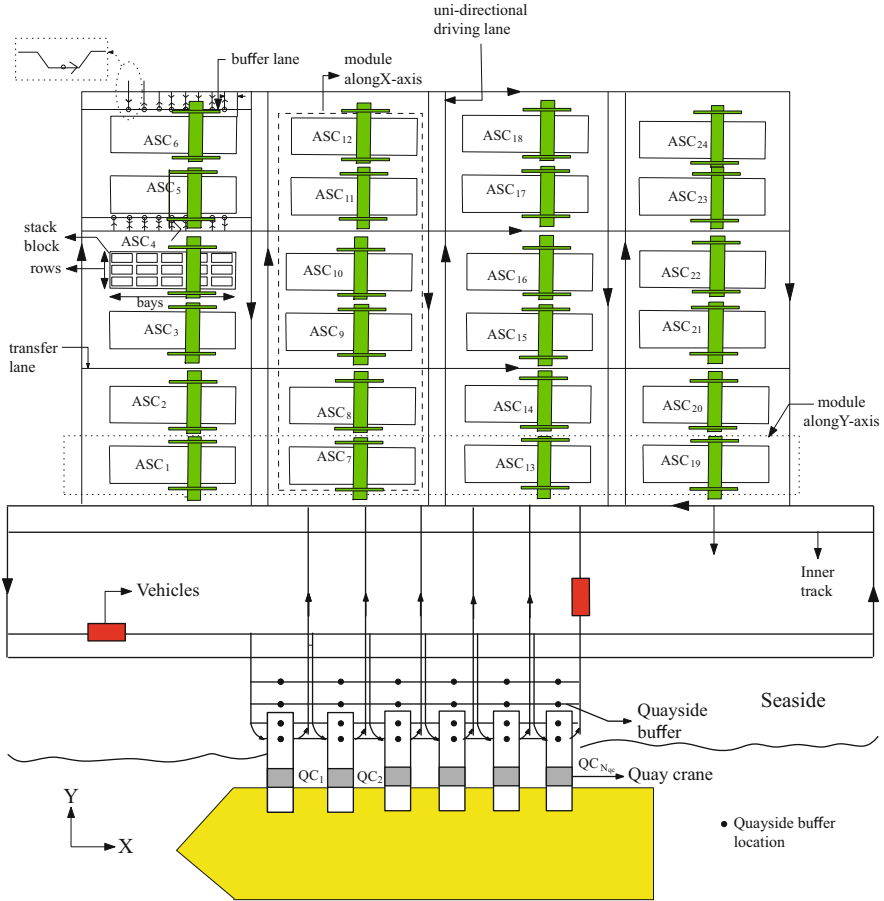 uni-directional
driving lane
buffer lane
module
alongX-axis
ASC6
ASC12
ASC18
ASC24
ASC5
ASC11
ASC17
ASC23
stack
block
rows
ASC4
ASC10
ASC16
ASC22
bays
ASC3
ASC9
ASC15
ASC21
transfer
lane
ASC2
ASC8
ASC14
ASC20
module
alongY-axis
ASC1
ASC7
ASC13
ASC19
Inner
track
Vehicles
Seaside
Quayside
buffer
QC1
QC2
QCNqc
Quay crane
Y
X
• Quayside buffer
location